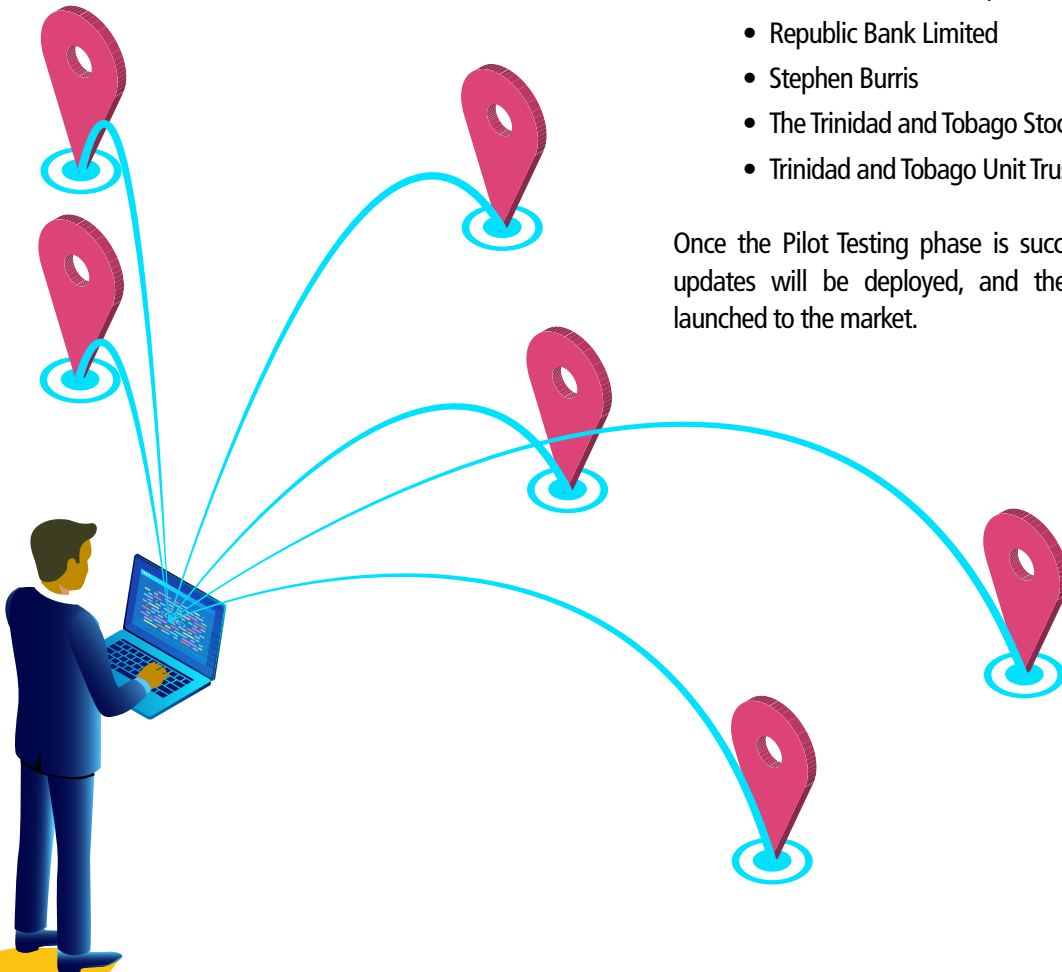 • Republic Bank Limited
• Stephen Burris
• The Trinidad and Tobago Stoc
• Trinidad and Tobago Unit Trus
Once the Pilot Testing phase is succ
updates will be deployed, and the
launched to the market.